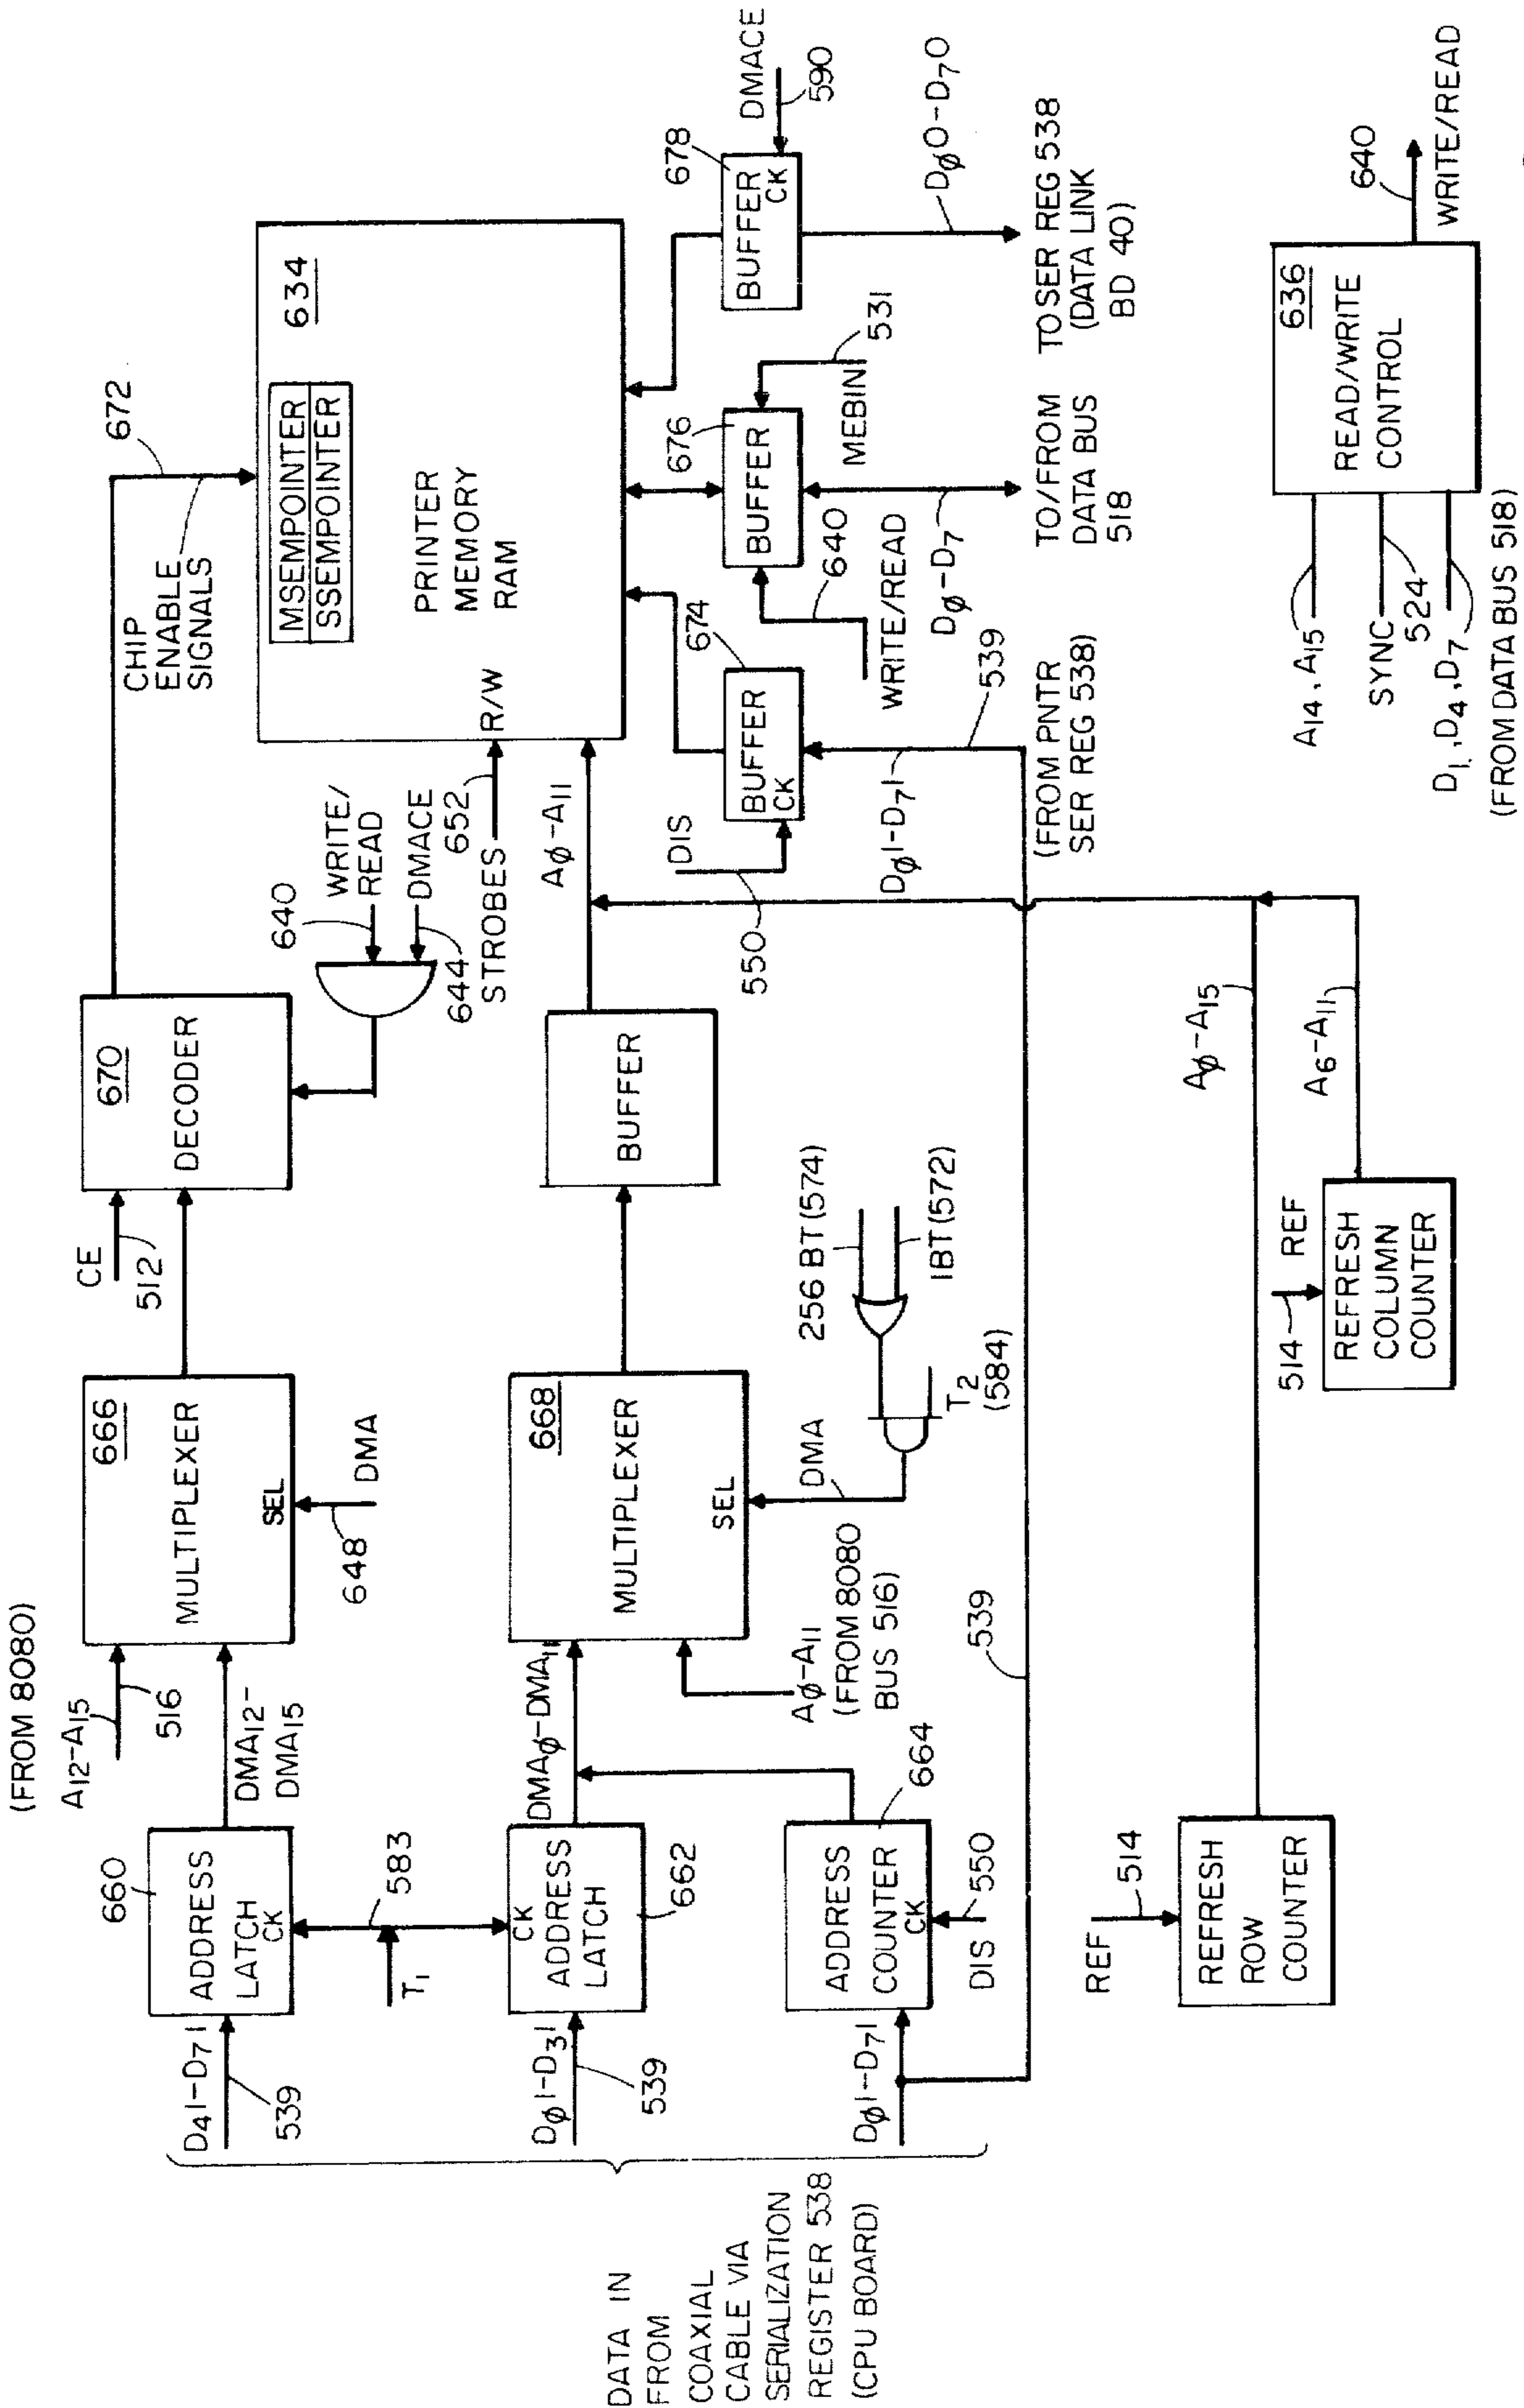 (FROM 8080)
A12-A15
516
DMA12-
DMA15
660
ADDRESS
LATCH
CK
D4I-D7I
539
583
T1
666
MULTIPLEXER
SEL
648
DMA
CE
512
670
DECODER
640
WRITE/
READ
DMACE
644
CHIP
ENABLE
SIGNALS
672
634
MSEMPOINTER
SSEMPOINTER
PRINTER
MEMORY
RAM
R/W
STROBES
652
Aφ-A11
CK
ADDRESS
LATCH
662
DφI-D3I
539
DMAφ-DMA11
668
MULTIPLEXER
SEL
Aφ-A11
(FROM 8080
BUS 516)
DMA
256 BT(574)
1BT(572)
T2
(584)
BUFFER
ADDRESS
COUNTER
CK
664
DφI-D7I
DIS
550
539
DIS
550
BUFFER
CK
674
DφI-D7I
539
(FROM PNTR
SER REG 538)
BUFFER
676
640
WRITE/READ
MEBIN
531
Dφ-D7
TO/FROM
DATA BUS
518
BUFFER
CK
678
DMACE
590
DφO-D7O
TO SER REG 538
(DATA LINK
BD 40)
DATA IN
FROM
COAXIAL
CABLE VIA
SERIALIZATION
REGISTER 538
(CPU BOARD)
REF
514
REFRESH
ROW
COUNTER
514
REF
REFRESH
COLUMN
COUNTER
Aφ-A15
A6-A11
A14, A15
SYNC
524
D1, D4, D7
(FROM DATA BUS 518)
636
READ/WRITE
CONTROL
640
WRITE/READ